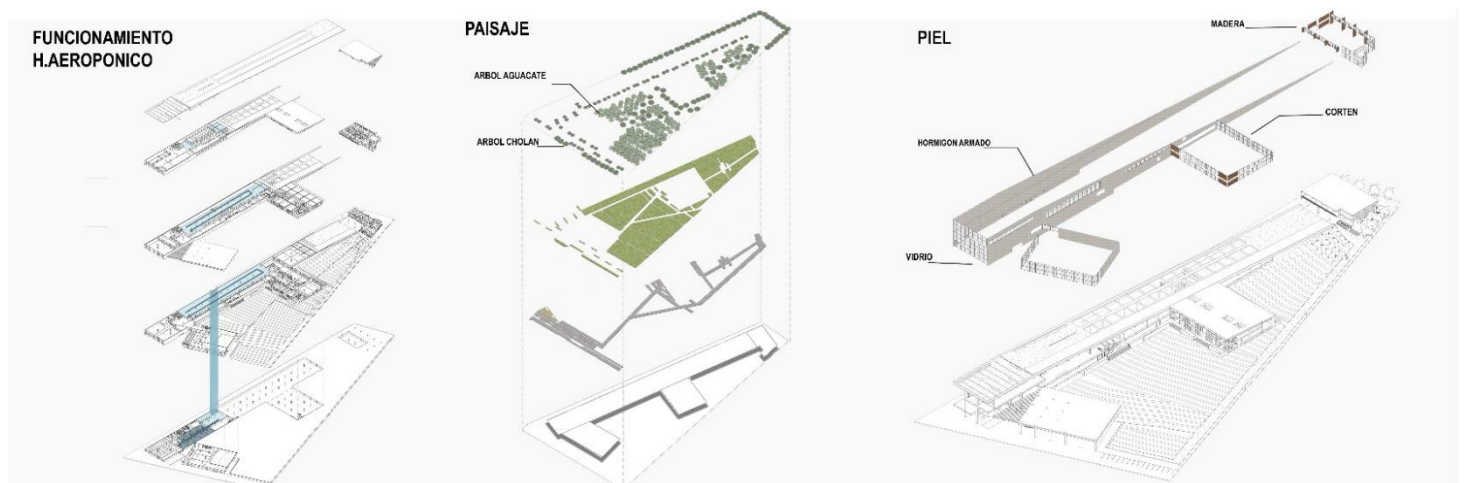 FUNCIONAMIENTO
H.AEROPONICO
PAISAJE
ARBOL AGUACATE
ARBOL CHOLAN
PIEL
MADERA
CORTEN
HORMIGON ARMADO
VIDRIO